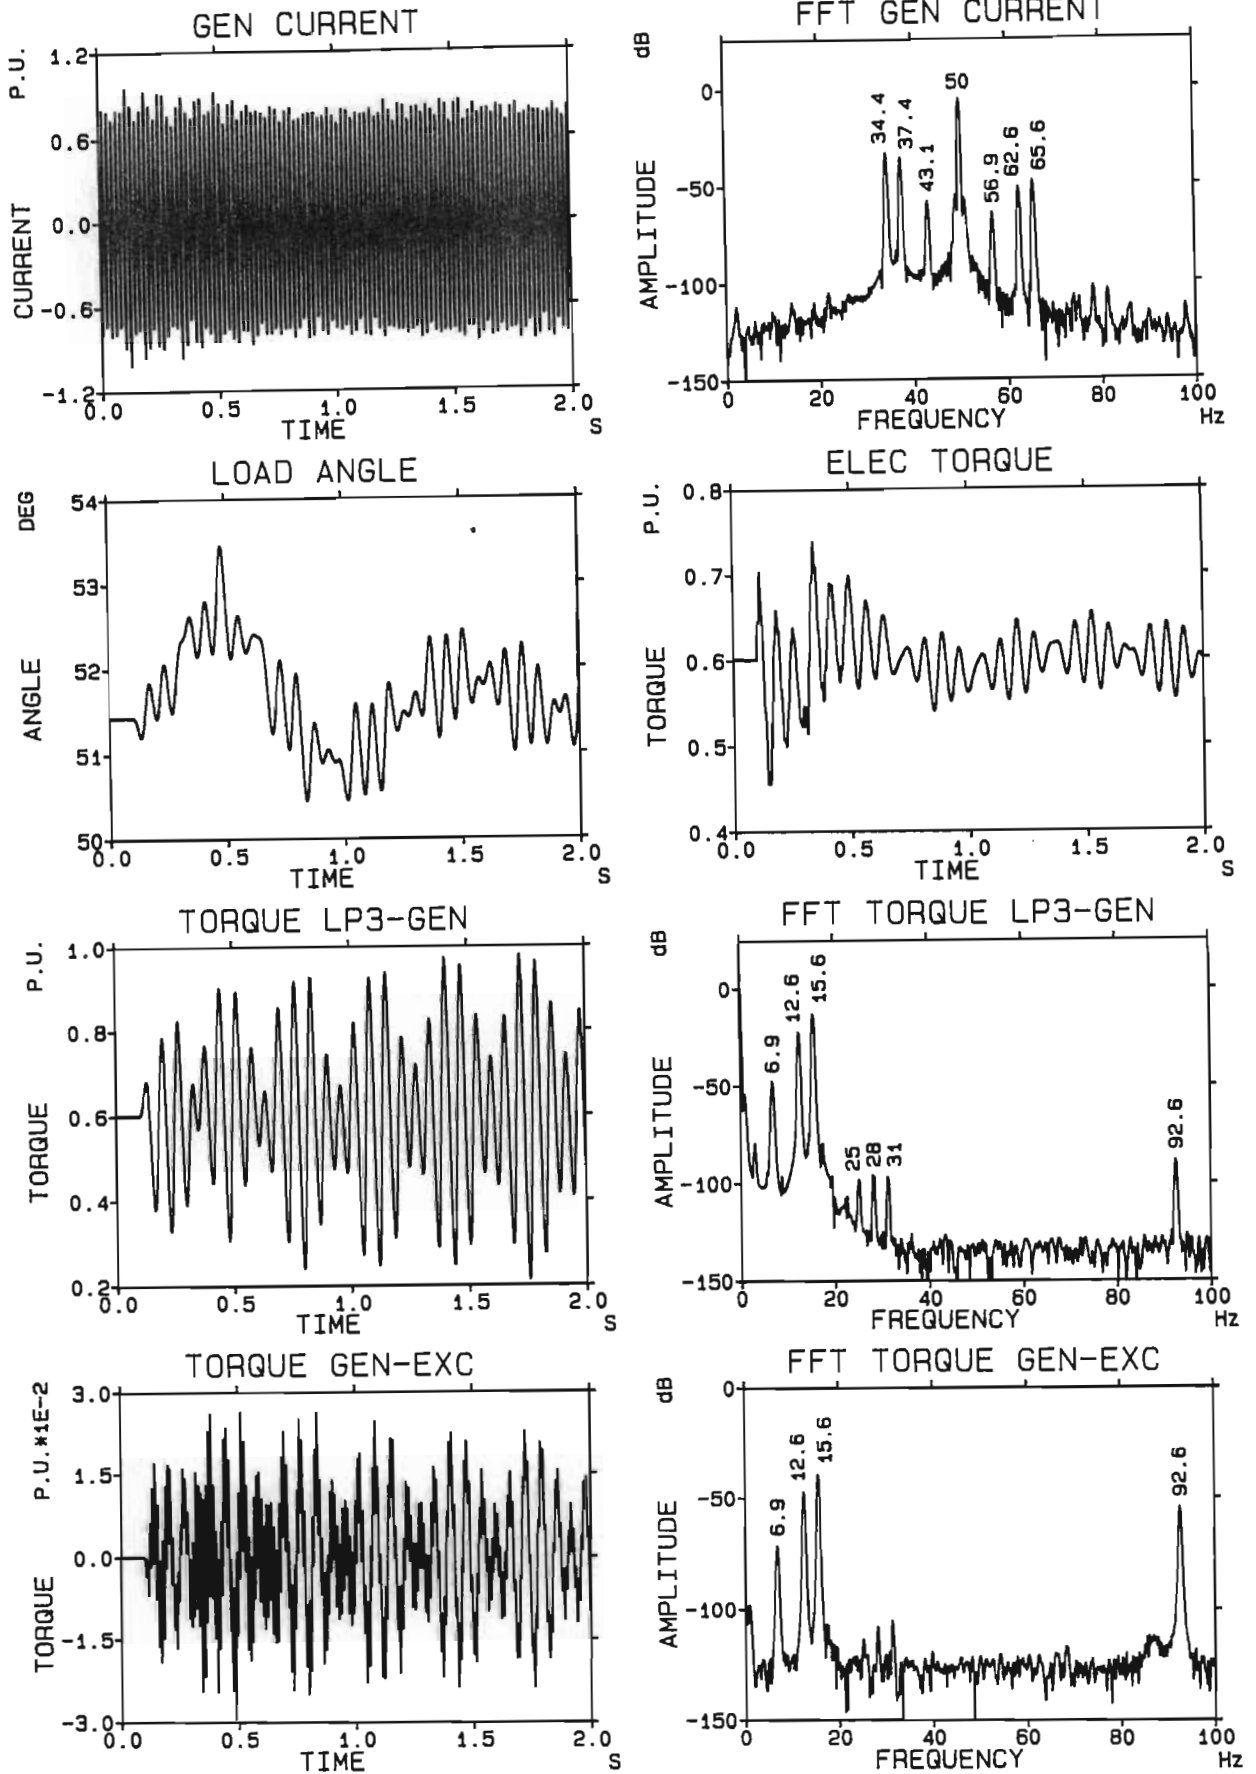 GEN CURRENT
P.U.
1.2
0.6
0.0
-0.6
-1.2
CURRENT
0.0 0.5 1.0 1.5 2.0
TIME S
FFT GEN CURRENT
dB
0
-50
-100
-150
AMPLITUDE
34.4
37.4
43.1
50
56.9
62.6
65.6
0 20 40 60 80 100
FREQUENCY Hz
LOAD ANGLE
DEG
54
53
52
51
50
ANGLE
0.0 0.5 1.0 1.5 2.0
TIME S
ELEC TORQUE
P.U.
0.8
0.7
0.6
0.5
0.4
TORQUE
0.0 0.5 1.0 1.5 2.0
TIME S
TORQUE LP3-GEN
P.U.
1.0
0.8
0.6
0.4
0.2
TORQUE
0.0 0.5 1.0 1.5 2.0
TIME S
FFT TORQUE LP3-GEN
dB
0
-50
-100
-150
AMPLITUDE
6.9
12.6
15.6
25
28
31
92.6
0 20 40 60 80 100
FREQUENCY Hz
TORQUE GEN-EXC
P.U.*1E-2
3.0
1.5
0.0
-1.5
-3.0
TORQUE
0.0 0.5 1.0 1.5 2.0
TIME S
FFT TORQUE GEN-EXC
dB
0
-50
-100
-150
AMPLITUDE
6.9
12.6
15.6
92.6
0 20 40 60 80 100
FREQUENCY Hz